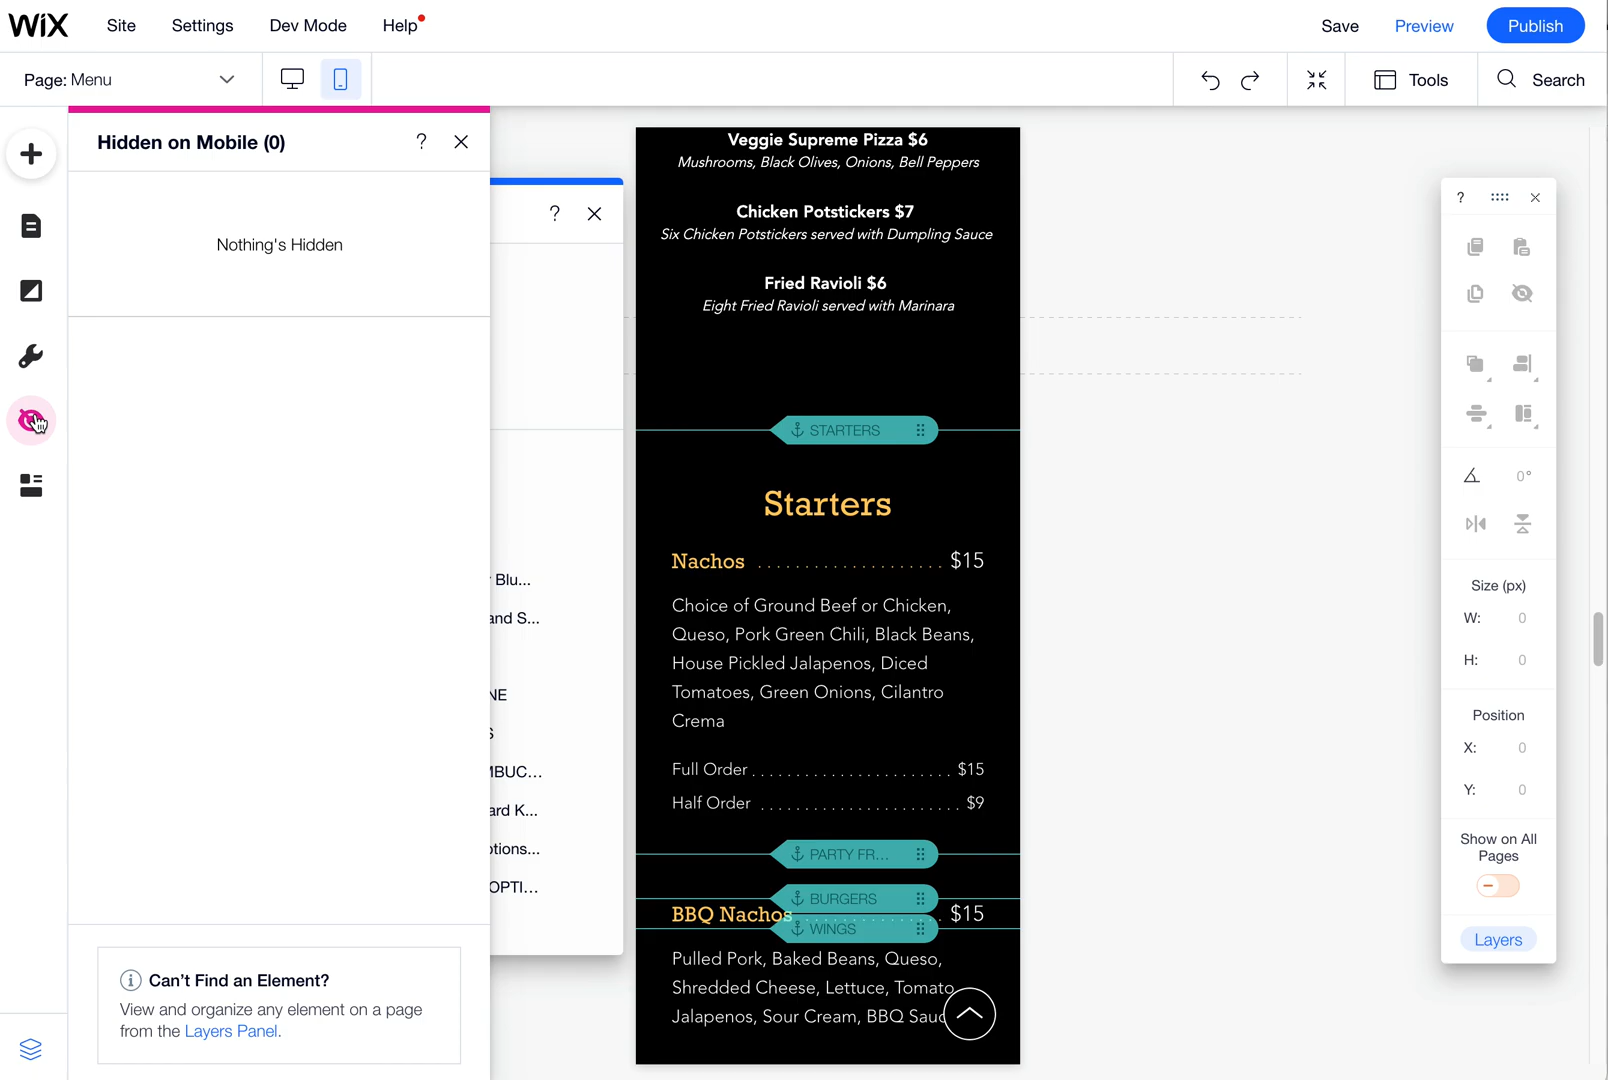 WiX
Site
Settings
Dev Mode
Help
Save
Preview
Publish
Page: Menu
Tools
Search
Hidden on Mobile (0)
?
Nothing's Hidden
Can't Find an Element?
View and organize any element on a page
from the Layers Panel.
?
Blu...
and S...
NE
S
MBUC...
ard K...
otions...
OPTI...
Veggie Supreme Pizza $6
Mushrooms, Black Olives, Onions, Bell Peppers
Chicken Potstickers $7
Six Chicken Potstickers served with Dumpling Sauce
Fried Ravioli $6
Eight Fried Ravioli served with Marinara
STARTERS
Starters
Nachos . . . . . . . . . . . . . . . . . . . . $15
Choice of Ground Beef or Chicken,
Queso, Pork Green Chili, Black Beans,
House Pickled Jalapenos, Diced
Tomatoes, Green Onions, Cilantro
Crema
Full Order . . . . . . . . . . . . . . . . . . . . . . . . $15
Half Order . . . . . . . . . . . . . . . . . . . . . . . . $9
PARTY FR...
BURGERS
BBQ Nachos . . . . . . . . . . . . . . . $15
WINGS
Pulled Pork, Baked Beans, Queso,
Shredded Cheese, Lettuce, Tomato
Jalapenos, Sour Cream, BBQ Sauc
?
0°
Size (px)
W: 0
H: 0
Position
X: 0
Y: 0
Show on All
Pages
Layers